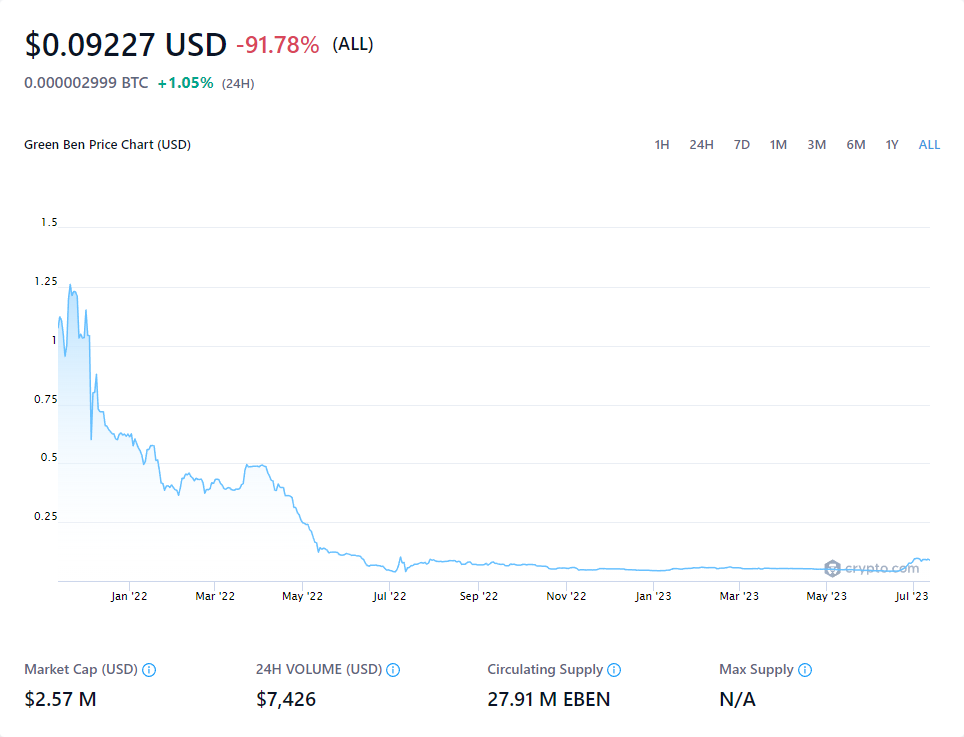 $0.09227 USD -91.78% (ALL)
0.000002999 BTC +1.05% (24H)
Green Ben Price Chart (USD) 1H 24H 7D 1M 3M 6M 1Y ALL
1.5
1.25
1
0.75
0.5
0.25
crypto.com
Jan '22 Mar '22 May '22 Jul '22 Sep '22 Nov '22 Jan '23 Mar '23 May '23 Jul '23
Market Cap (USD) 24H VOLUME (USD) Circulating Supply Max Supply
$2.57 M $7,426 27.91 M EBEN N/A